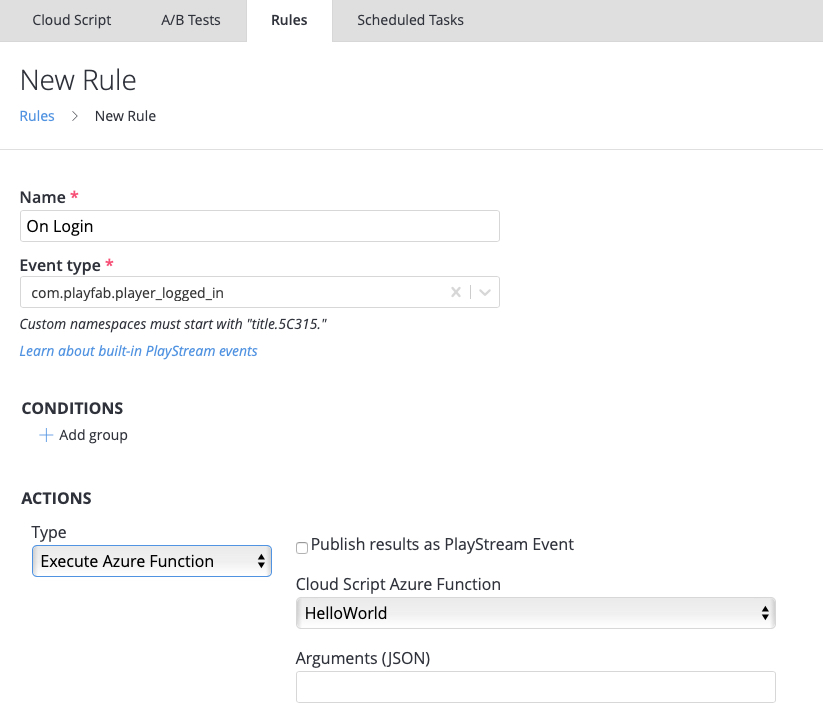 Cloud Script A/B Tests Rules Scheduled Tasks
New Rule
Rules > New Rule
Name *
On Login
Event type *
com.playfab.player_logged_in
Custom namespaces must start with "title.5C315."
Learn about built-in PlayStream events
CONDITIONS
Add group
ACTIONS
Type
Execute Azure Function
Publish results as PlayStream Event
Cloud Script Azure Function
HelloWorld
Arguments (JSON)